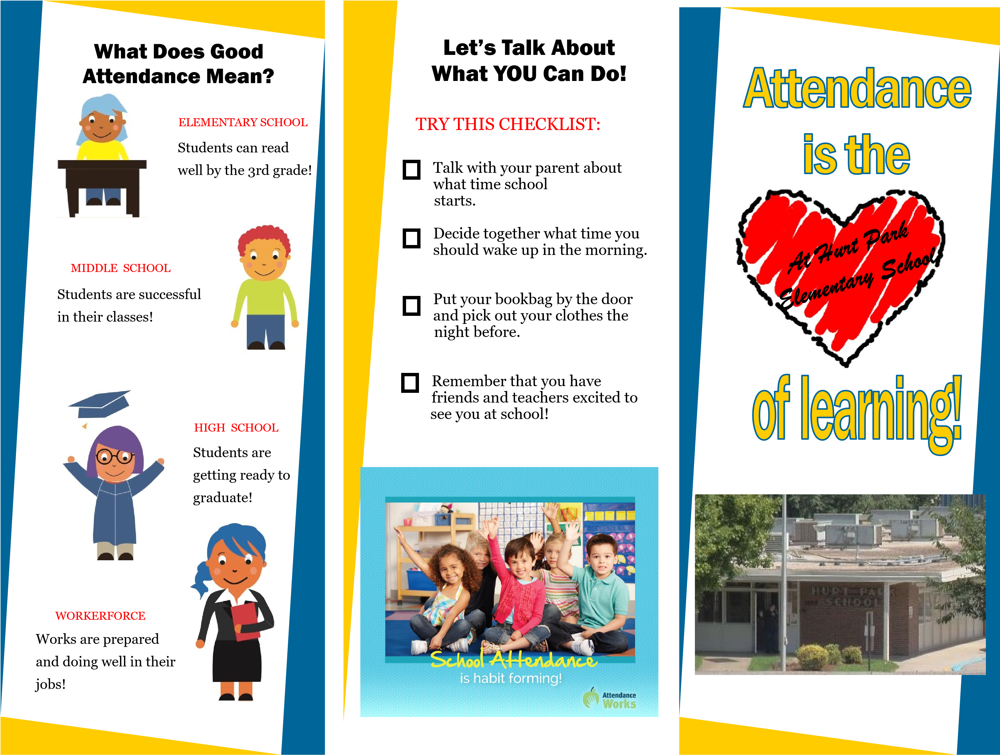 What Does Good
Attendance Mean?
ELEMENTARY SCHOOL
Students can read
well by the 3rd grade!
MIDDLE SCHOOL
Students are successful
in their classes!
HIGH SCHOOL
Students are
getting ready to
graduate!
WORKERFORCE
Works are prepared
and doing well in their
jobs!
Let's Talk About
What YOU Can Do!
TRY THIS CHECKLIST:
Talk with your parent about
what time school
starts.
Decide together what time you
should wake up in the morning.
Put your bookbag by the door
and pick out your clothes the
night before.
Remember that you have
friends and teachers excited to
see you at school!
School Attendance
is habit forming!
Attendance
Works
Attendance
is the
At Hurt Park
Elementary School
of learning!
HURT PARK
SCHOOL